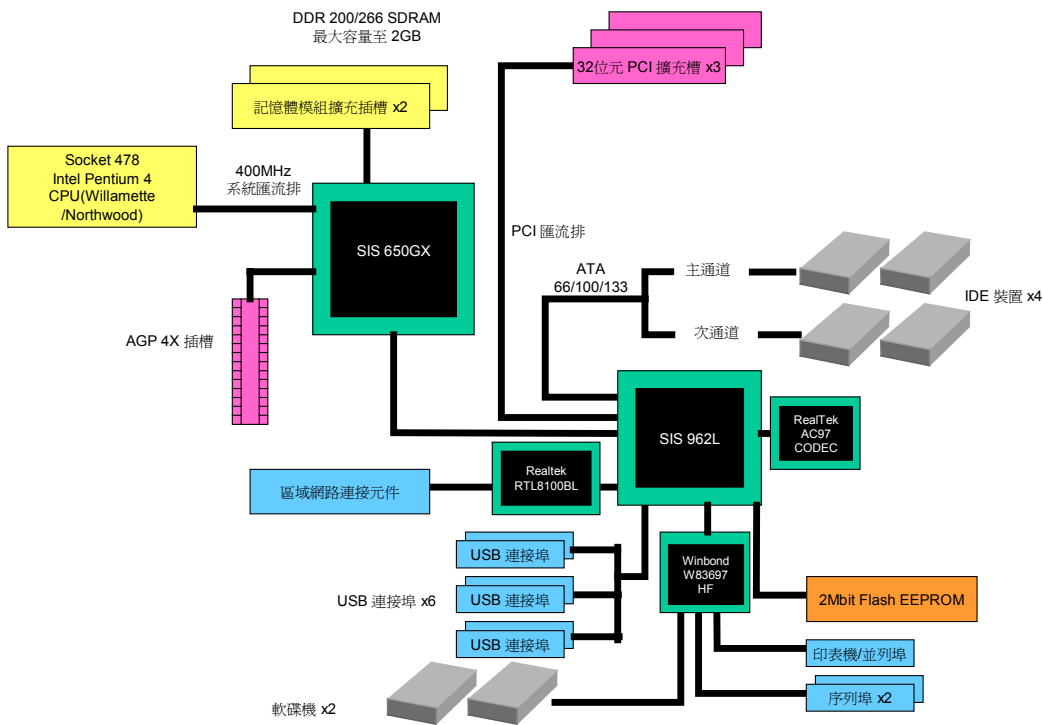 DDR 200/266 SDRAM
最大容量至 2GB
32位元 PCI 擴充槽 x3
記憶體模組擴充插槽 x2
Socket 478
Intel Pentium 4
CPU(Willamette
/Northwood)
400MHz
系統匯流排
SIS 650GX
PCI 匯流排
ATA
66/100/133
主通道
IDE 裝置 x4
次通道
AGP 4X 插槽
SIS 962L
RealTek
AC97
CODEC
Realtek
RTL8100BL
區域網路連接元件
USB 連接埠
USB 連接埠 x6
USB 連接埠
USB 連接埠
Winbond
W83697
HF
2Mbit Flash EEPROM
印表機/並列埠
序列埠 x2
軟碟機 x2